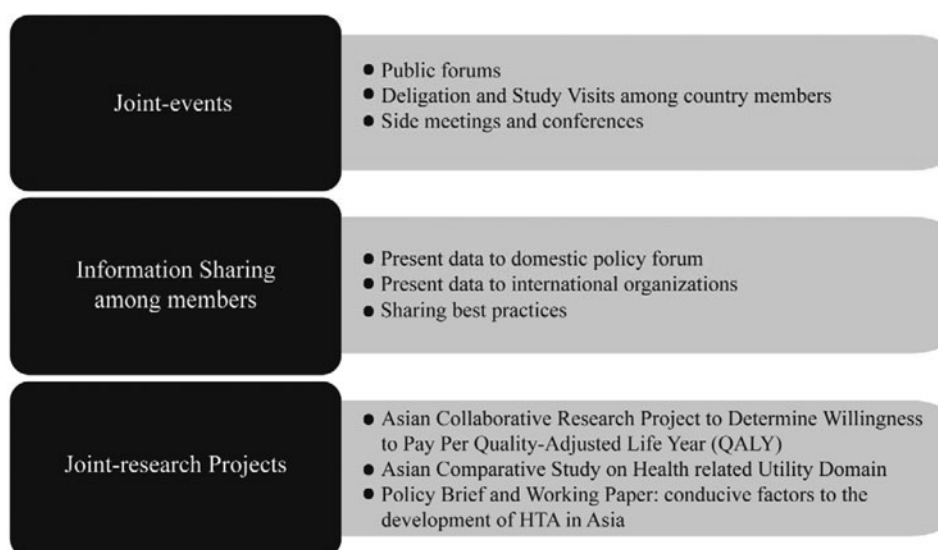 Joint-events
● Public forums
● Deligation and Study Visits among country members
● Side meetings and conferences
Information Sharing
among members
● Present data to domestic policy forum
● Present data to international organizations
● Sharing best practices
Joint-research Projects
● Asian Collaborative Research Project to Determine Willingness
to Pay Per Quality-Adjusted Life Year (QALY)
● Asian Comparative Study on Health related Utility Domain
● Policy Brief and Working Paper: conducive factors to the
development of HTA in Asia